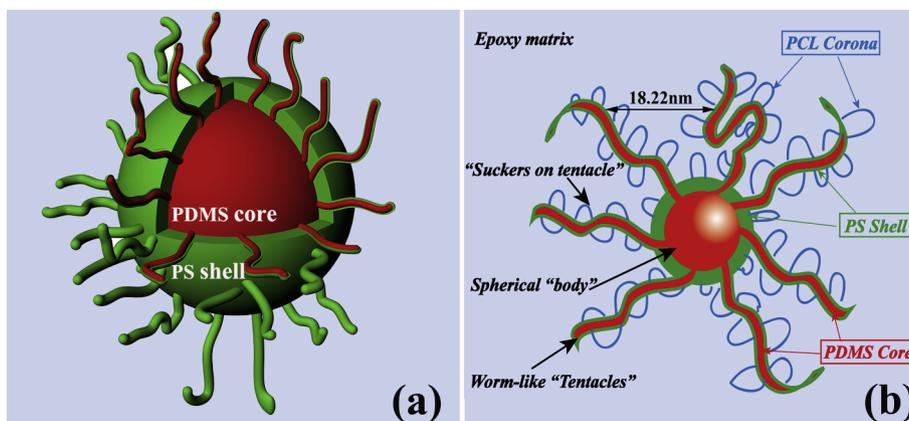 PDMS core
PS shell
(a)
Epoxy matrix
PCL Corona
18.22nm
“Suckers on tentacle”
PS Shell
Spherical “body”
PDMS Core
Worm-like “Tentacles”
(b)